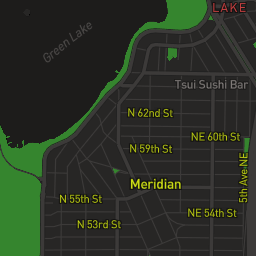 LAKE
Green Lake
Tsui Sushi Bar
N 62nd St
NE 60th St
N 59th St
5th Ave NE
Meridian
N 55th St
NE 54th St
N 53rd St